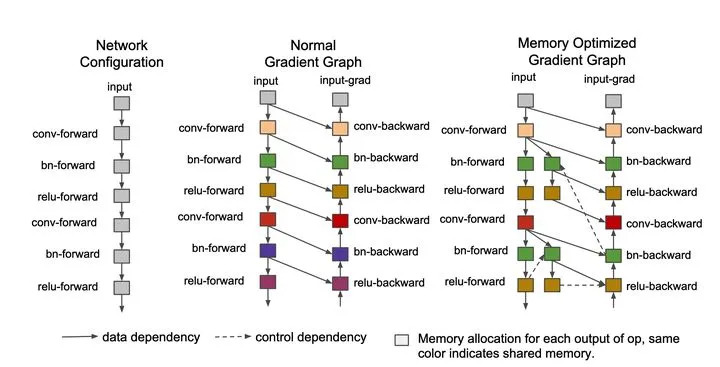 Network
Configuration
input
conv-forward
bn-forward
relu-forward
conv-forward
bn-forward
relu-forward
Normal
Gradient Graph
input
input-grad
conv-forward
conv-backward
bn-forward
bn-backward
relu-forward
relu-backward
conv-forward
conv-backward
bn-forward
bn-backward
relu-forward
relu-backward
Memory Optimized
Gradient Graph
input
input-grad
conv-forward
conv-backward
bn-forward
bn-backward
relu-forward
relu-backward
conv-forward
conv-backward
bn-forward
bn-backward
relu-forward
relu-backward
data dependency
control dependency
Memory allocation for each output of op, same
color indicates shared memory.